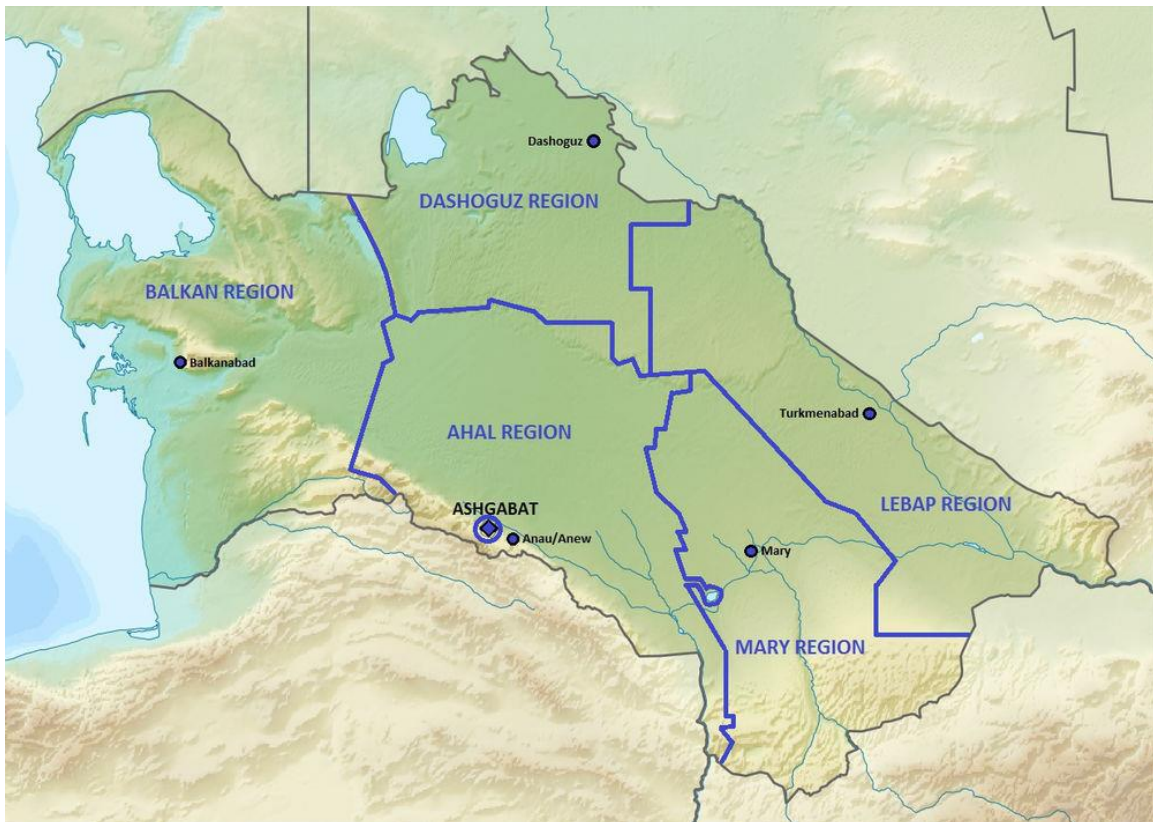 Dashoguz
DASHOGUZ REGION
BALKAN REGION
Balkanabad
Turkmenabad
AHAL REGION
LEBAP REGION
ASHGABAT
Anau/Anew
Mary
MARY REGION